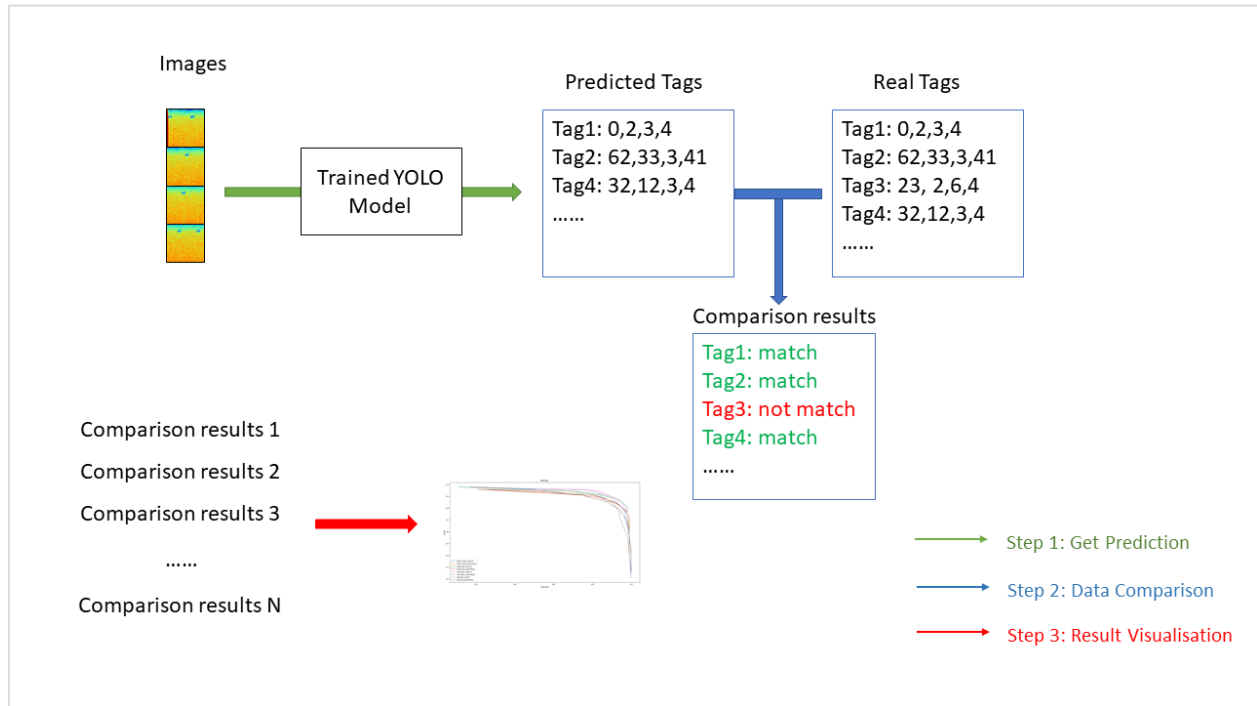 Images
Trained YOLO
Model
Predicted Tags
Tag1: 0,2,3,4
Tag2: 62,33,3,41
Tag4: 32,12,3,4
......
Real Tags
Tag1: 0,2,3,4
Tag2: 62,33,3,41
Tag3: 23, 2,6,4
Tag4: 32,12,3,4
......
Comparison results
Tag1: match
Tag2: match
Tag3: not match
Tag4: match
......
Comparison results 1
Comparison results 2
Comparison results 3
......
Comparison results N
Step 1: Get Prediction
Step 2: Data Comparison
Step 3: Result Visualisation